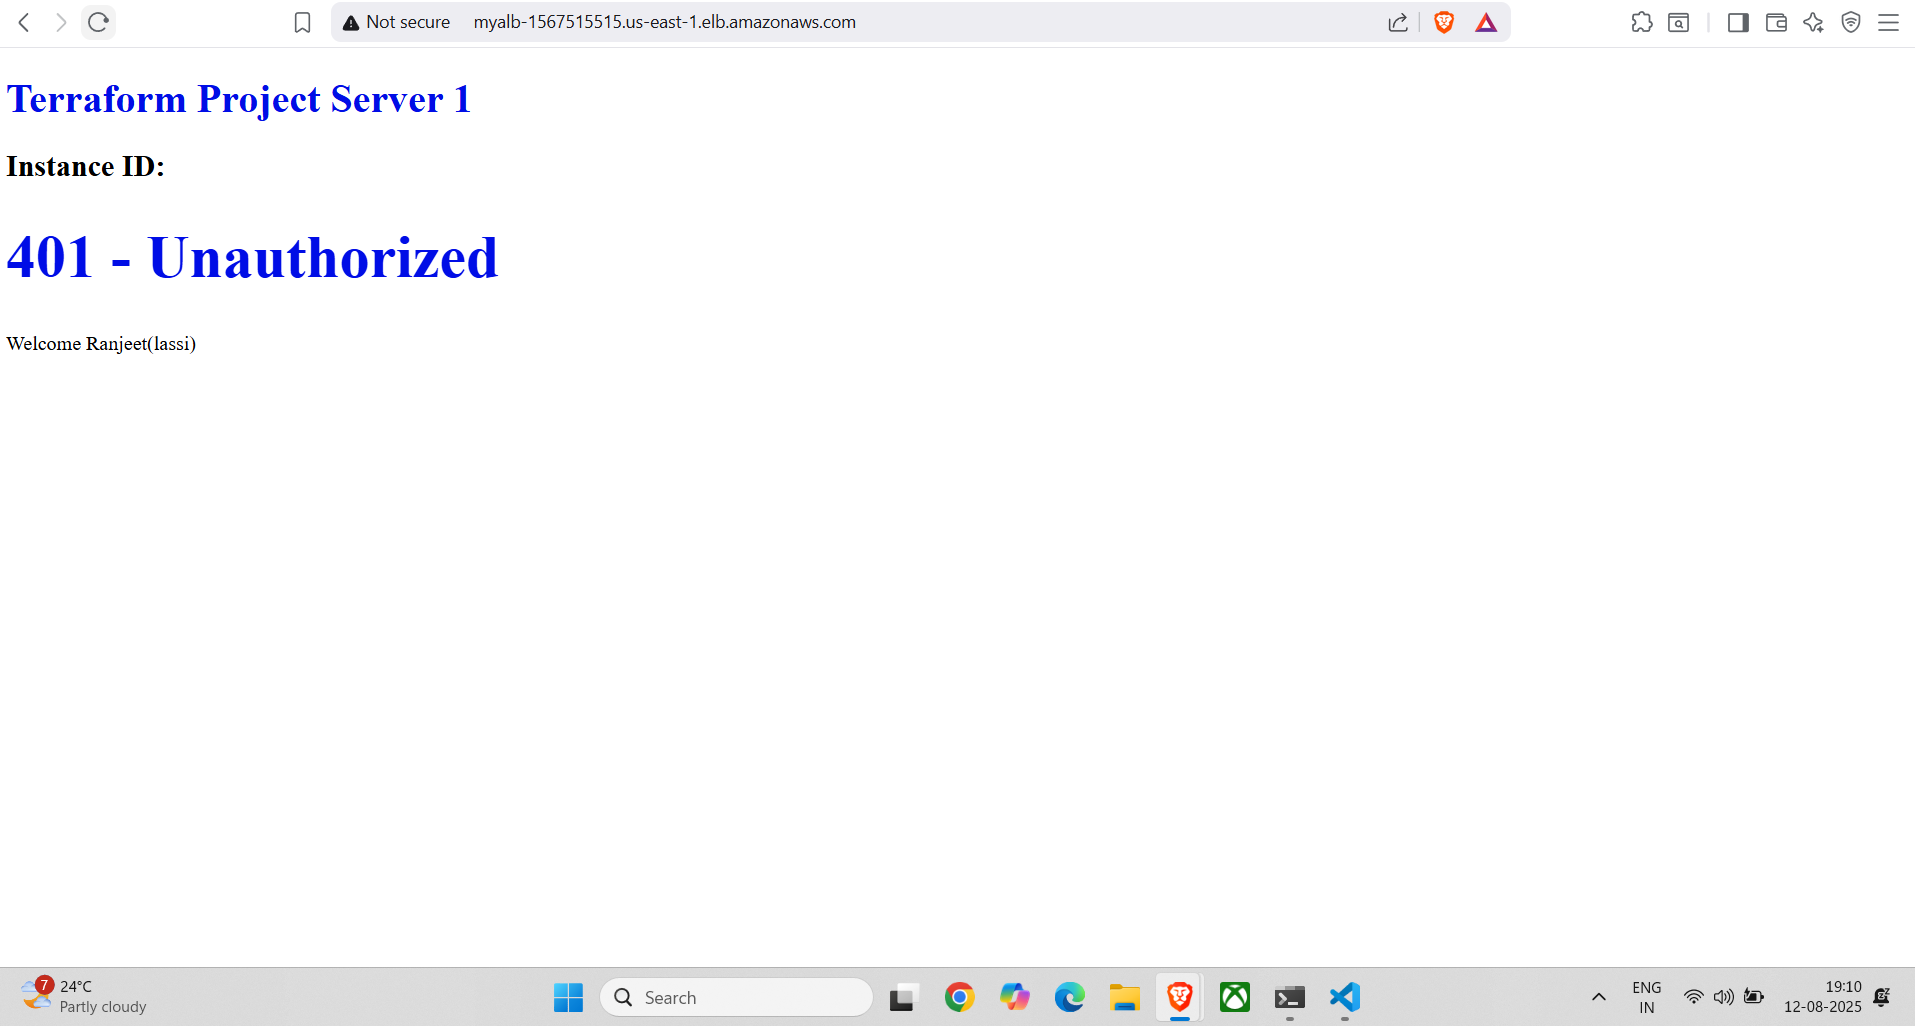 Not secure myalb-1567515515.us-east-1.elb.amazonaws.com
Terraform Project Server 1
Instance ID:
401 - Unauthorized
Welcome Ranjeet(lassi)
7
24°C
Partly cloudy
Search
ENG
IN
19:10
12-08-2025